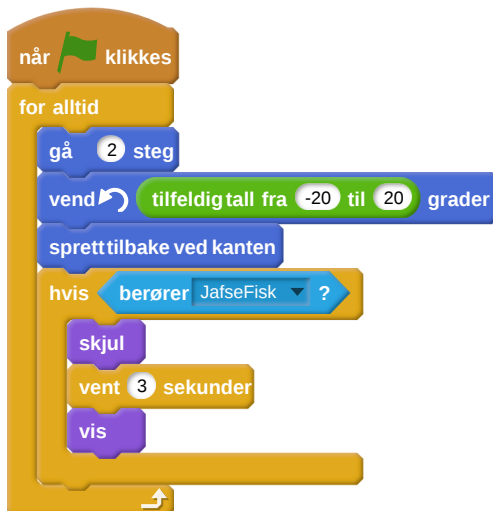 når klikkes
for alltid
gå 2 steg
vend tilfeldig tall fra -20 til 20 grader
sprett tilbake ved kanten
hvis berører JafseFisk ?
skjul
vent 3 sekunder
vis